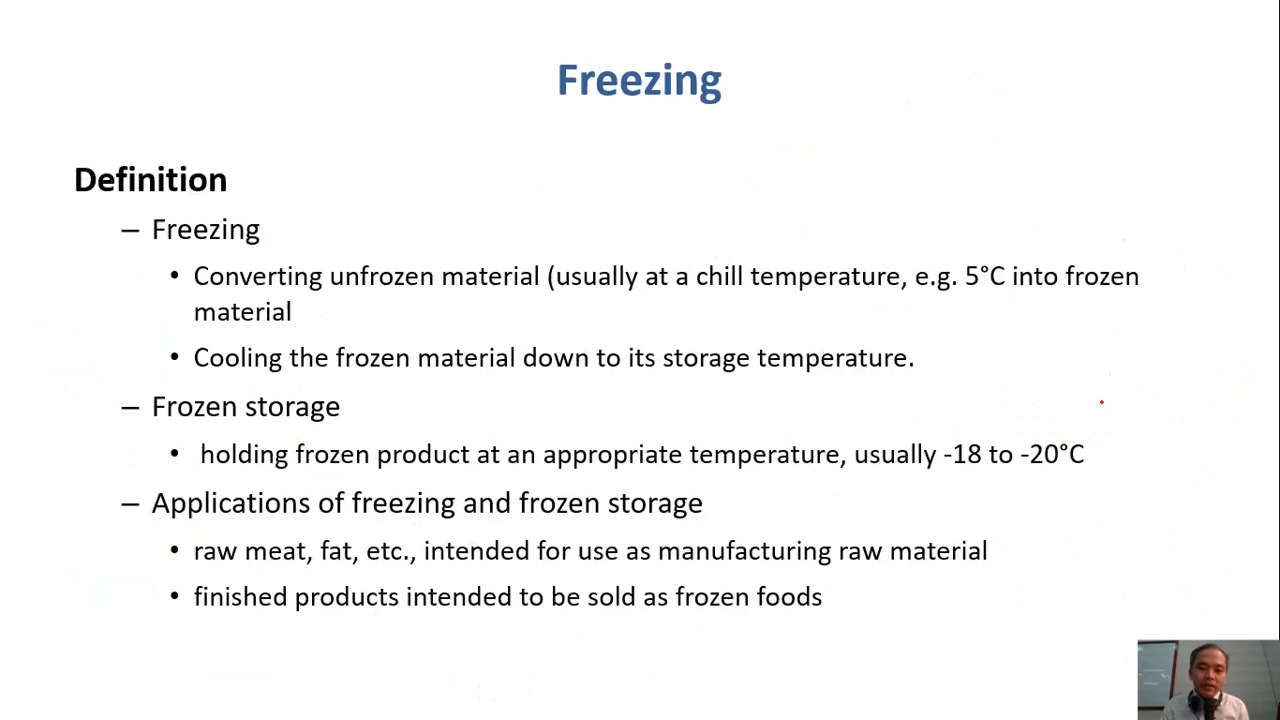 Freezing
Definition
– Freezing
• Converting unfrozen material (usually at a chill temperature, e.g. 5°C into frozen
material
• Cooling the frozen material down to its storage temperature.
– Frozen storage
• holding frozen product at an appropriate temperature, usually -18 to -20°C
– Applications of freezing and frozen storage
• raw meat, fat, etc., intended for use as manufacturing raw material
• finished products intended to be sold as frozen foods